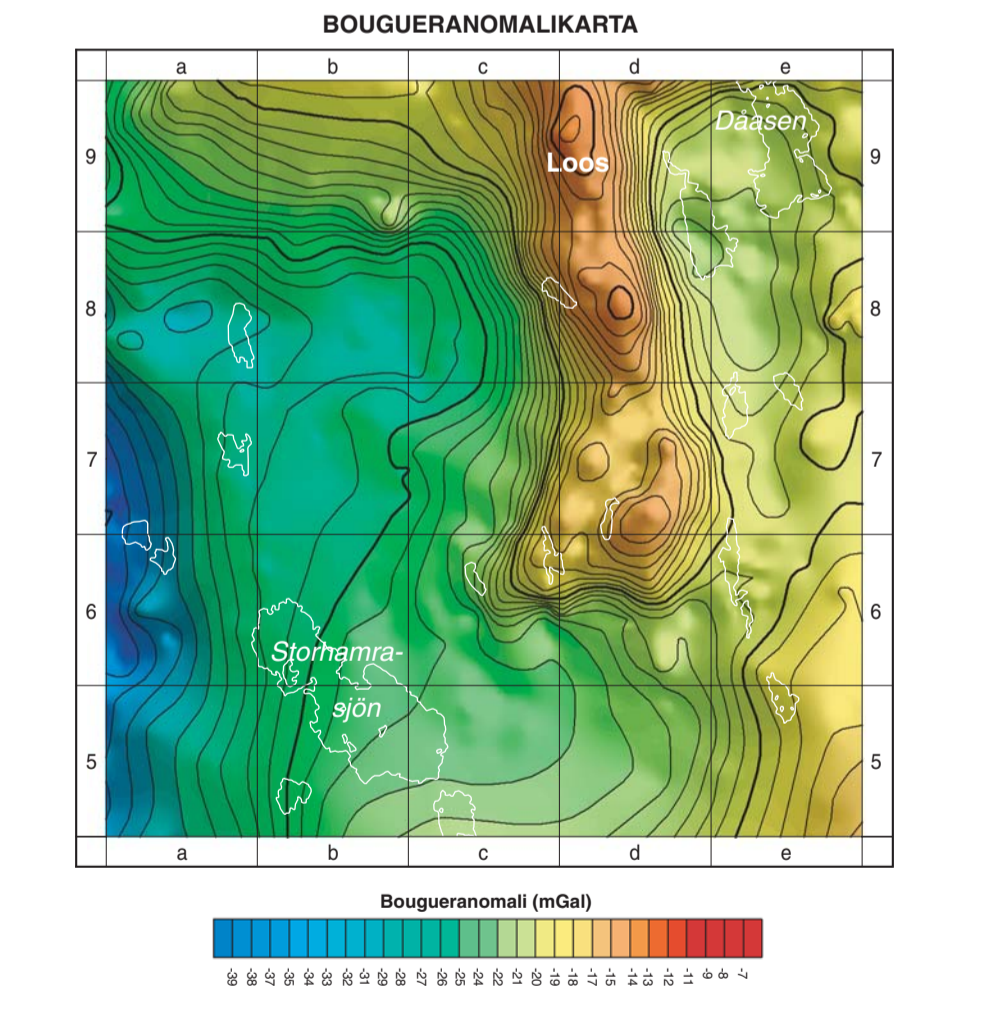 BOUGUERANOMALIKARTA
a b c d e
9 9
Dåasen
Loos
8 8
7 7
6 6
Storhamra-
sjön
5 5
a b c d e
Bougueranomali (mGal)
-39 -38 -37 -35 -34 -33 -32 -31 -29 -28 -27 -26 -25 -24 -22 -21 -20 -19 -18 -17 -15 -14 -13 -12 -11 -9 -8 -7